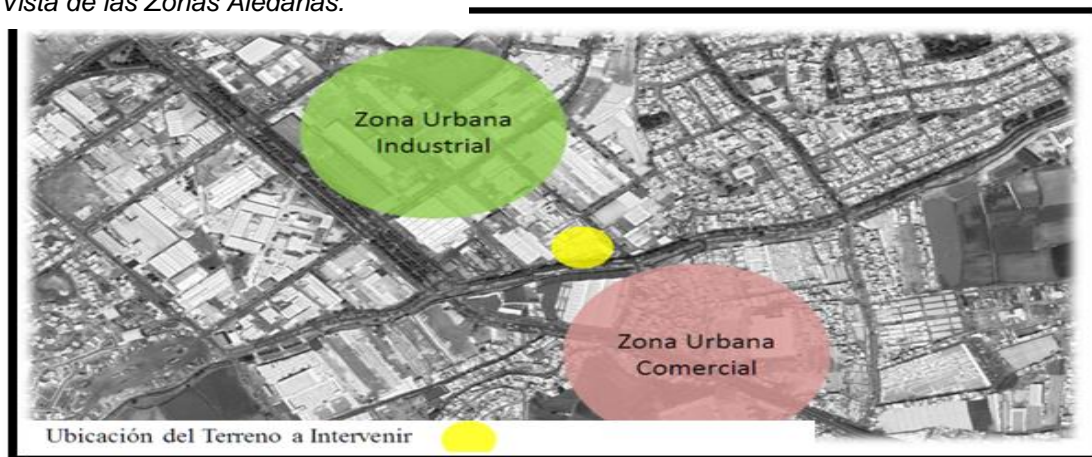 Vista de las Zonas Aledañas.
Zona Urbana
Industrial
Zona Urbana
Comercial
Ubicación del Terreno a Intervenir